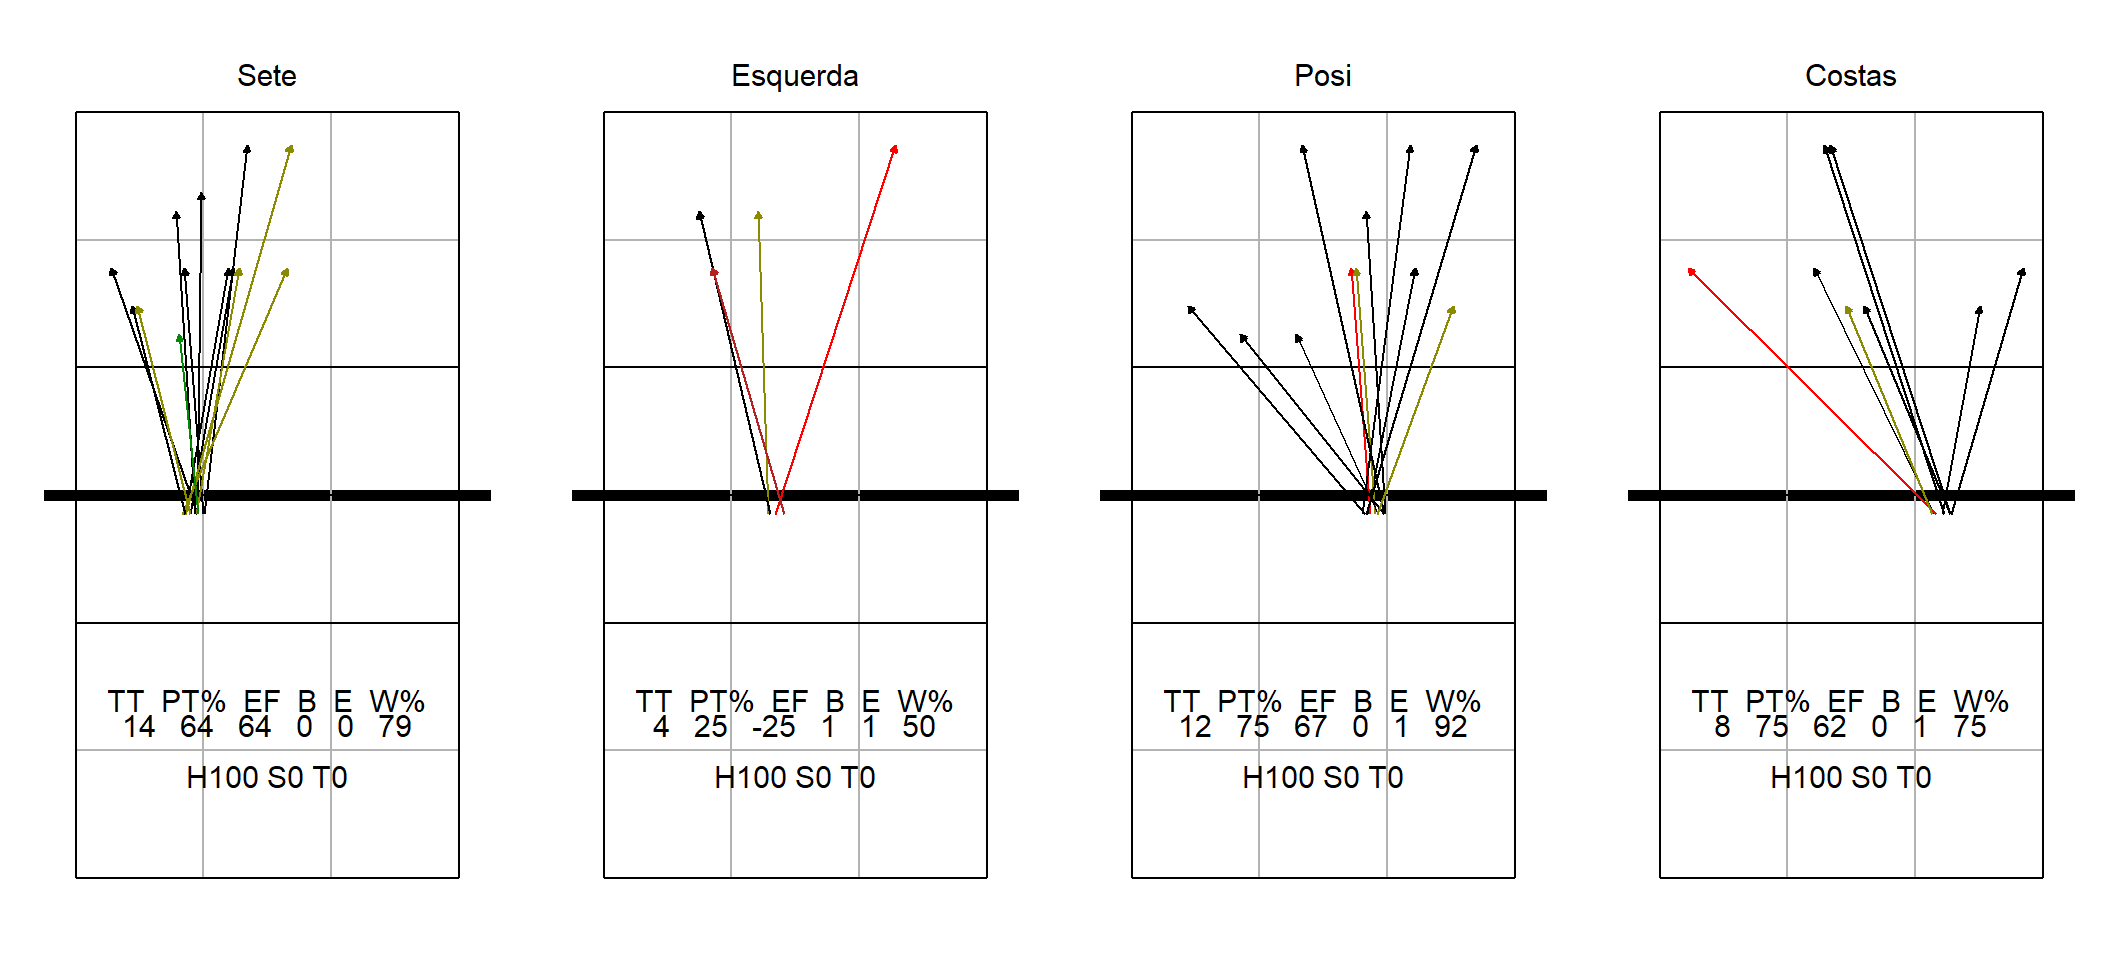 Sete
TT PT% EF B E W%
14 64 64 0 0 79
H100 S0 T0
Esquerda
TT PT% EF B E W%
4 25 -25 1 1 50
H100 S0 T0
Posi
TT PT% EF B E W%
12 75 67 0 1 92
H100 S0 T0
Costas
TT PT% EF B E W%
8 75 62 0 1 75
H100 S0 T0